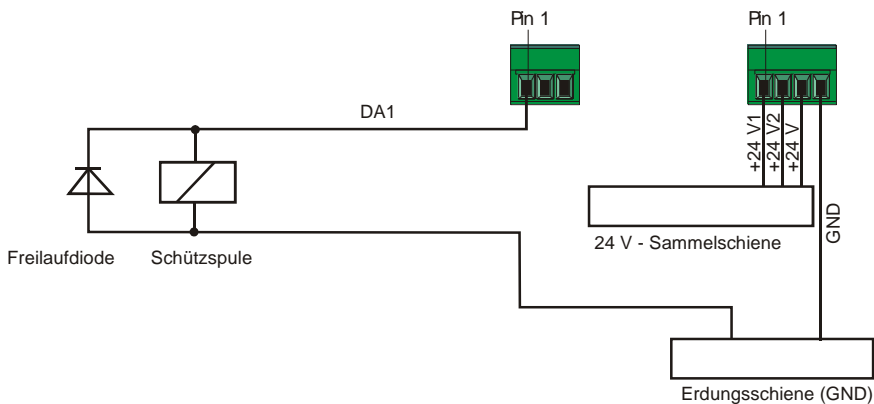 Pin 1
Pin 1
DA1
+24 V1
+24 V2
+24 V
GND
Freilaufdiode
Schützspule
24 V - Sammelschiene
Erdungsschiene (GND)